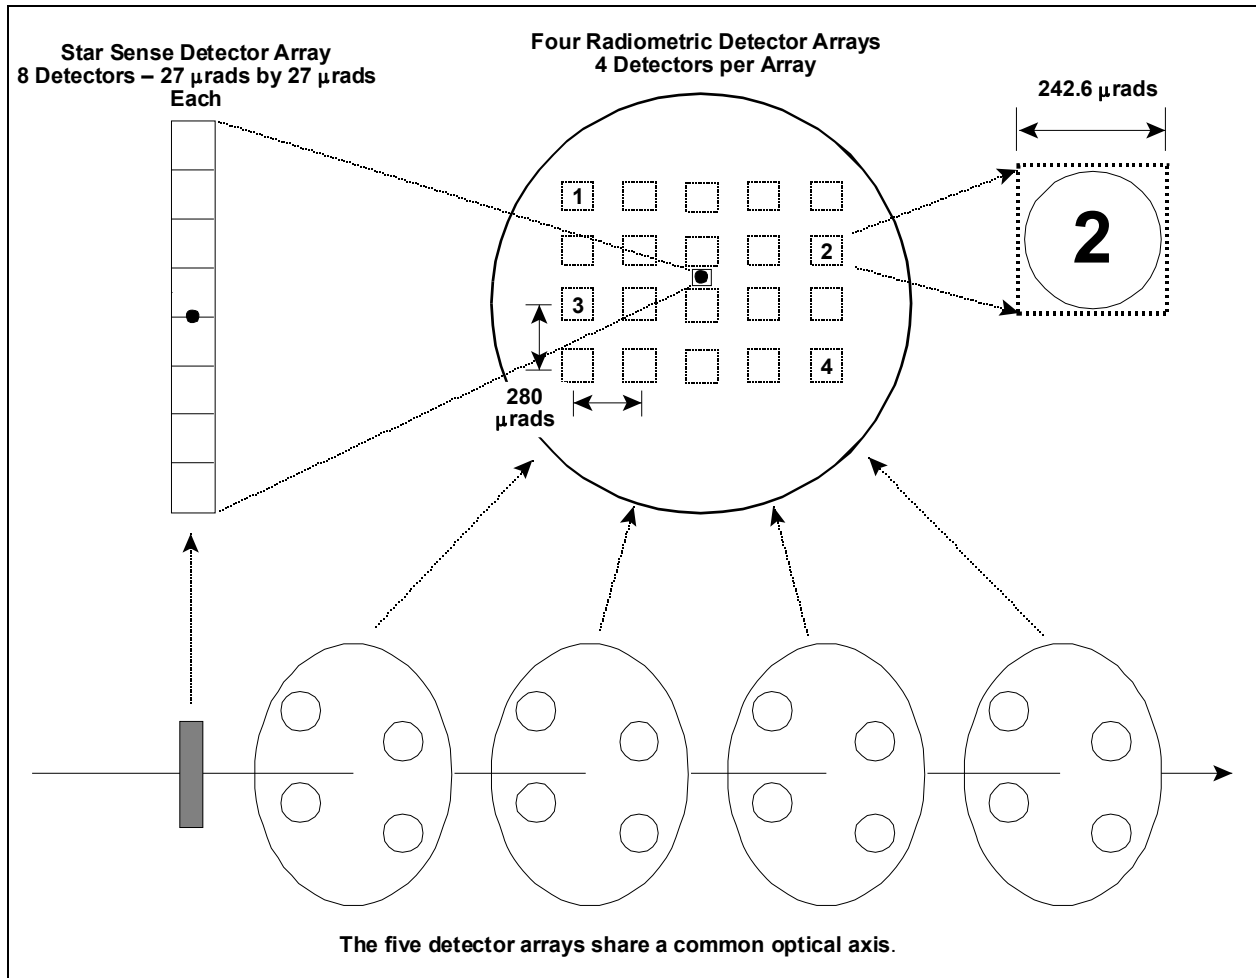 Star Sense Detector Array
8 Detectors – 27 μrads by 27 μrads
Each
Four Radiometric Detector Arrays
4 Detectors per Array
242.6 μrads
1
2
2
3
4
280
μrads
The five detector arrays share a common optical axis.